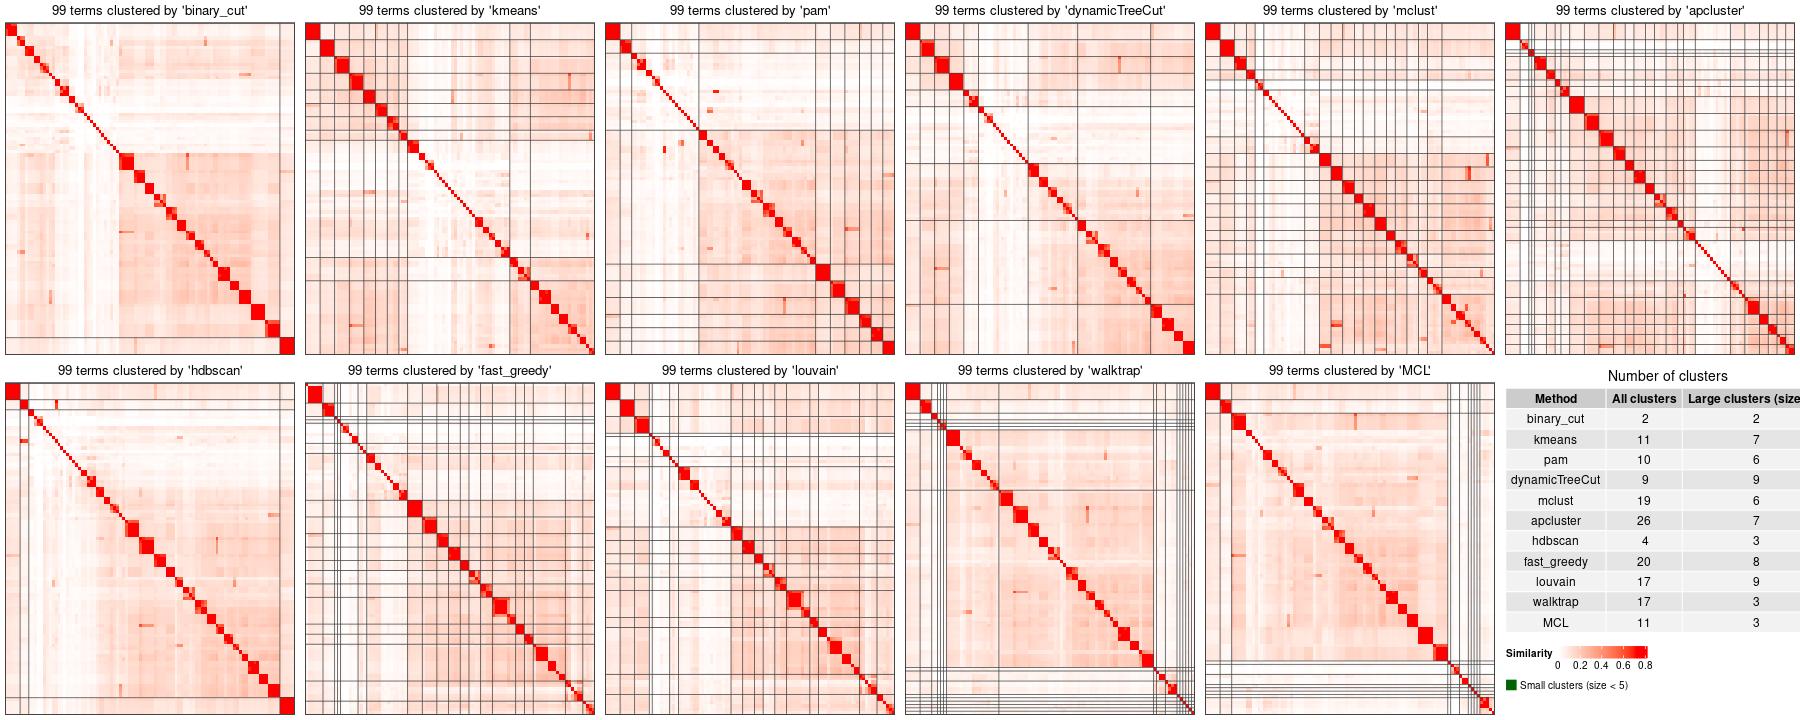 99 terms clustered by 'binary_cut'
99 terms clustered by 'kmeans'
99 terms clustered by 'pam'
99 terms clustered by 'dynamicTreeCut'
99 terms clustered by 'mclust'
99 terms clustered by 'apcluster'
99 terms clustered by 'hdbscan'
99 terms clustered by 'fast_greedy'
99 terms clustered by 'louvain'
99 terms clustered by 'walktrap'
99 terms clustered by 'MCL'
Number of clusters
Method All clusters Large clusters (size
binary_cut 2 2
kmeans 11 7
pam 10 6
dynamicTreeCut 9 9
mclust 19 6
apcluster 26 7
hdbscan 4 3
fast_greedy 20 8
louvain 17 9
walktrap 17 3
MCL 11 3
Similarity
0 0.2 0.4 0.6 0.8
Small clusters (size < 5)